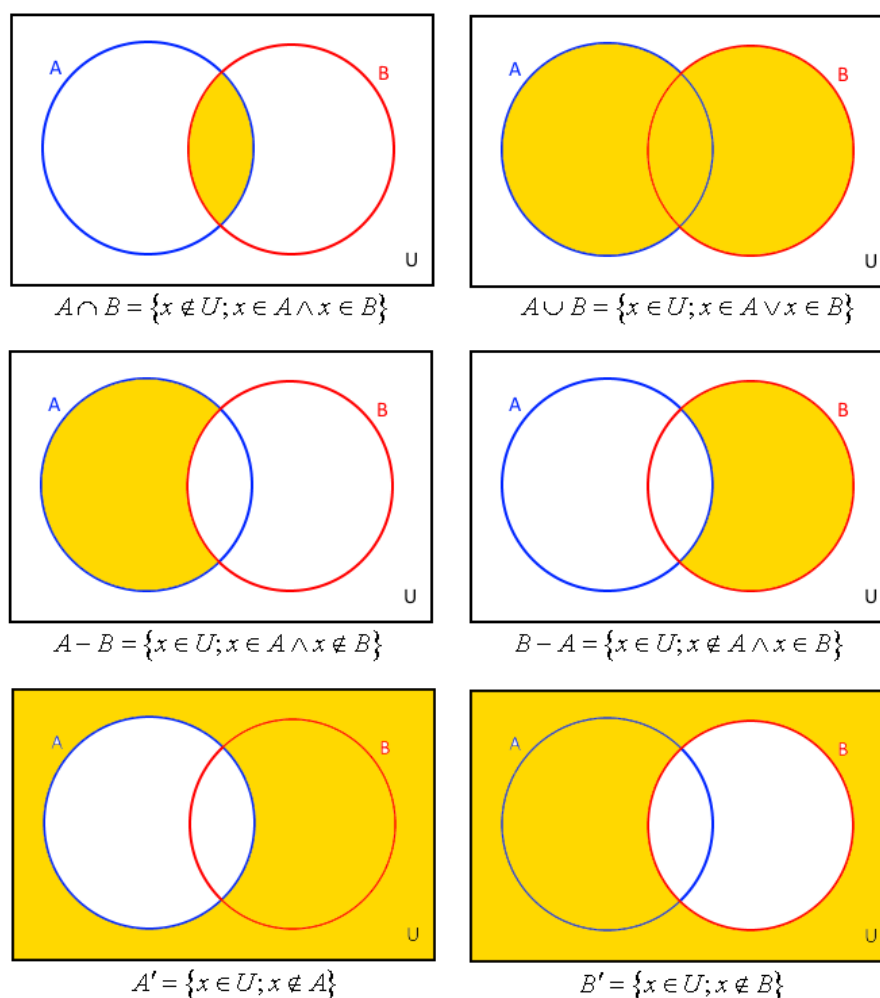 A B U
A ∩ B = {x ∉ U; x ∈ A ∧ x ∈ B}
A B U
A ∪ B = {x ∈ U; x ∈ A ∨ x ∈ B}
A B U
A − B = {x ∈ U; x ∈ A ∧ x ∉ B}
A B U
B − A = {x ∈ U; x ∉ A ∧ x ∈ B}
A B U
A′ = {x ∈ U; x ∉ A}
A B U
B′ = {x ∈ U; x ∉ B}